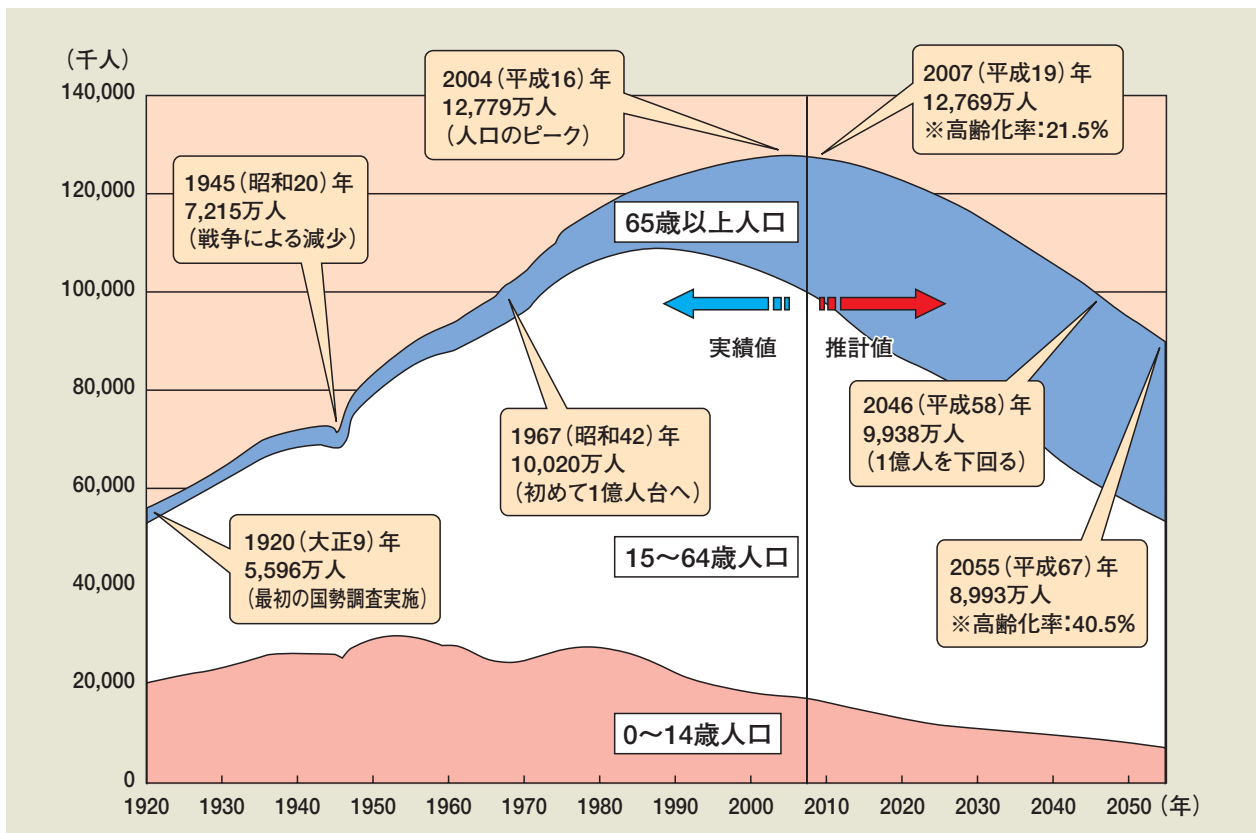 (千人)
140,000
120,000
100,000
80,000
60,000
40,000
20,000
0
2004（平成16）年
12,779万人
（人口のピーク）
2007（平成19）年
12,769万人
※高齢化率：21.5%
1945（昭和20）年
7,215万人
（戦争による減少）
65歳以上人口
実績値
推計値
1967（昭和42）年
10,020万人
（初めて1億人台へ）
2046（平成58）年
9,938万人
（1億人を下回る）
1920（大正9）年
5,596万人
（最初の国勢調査実施）
15〜64歳人口
2055（平成67）年
8,993万人
※高齢化率：40.5%
0〜14歳人口
1920 1930 1940 1950 1960 1970 1980 1990 2000 2010 2020 2030 2040 2050（年）